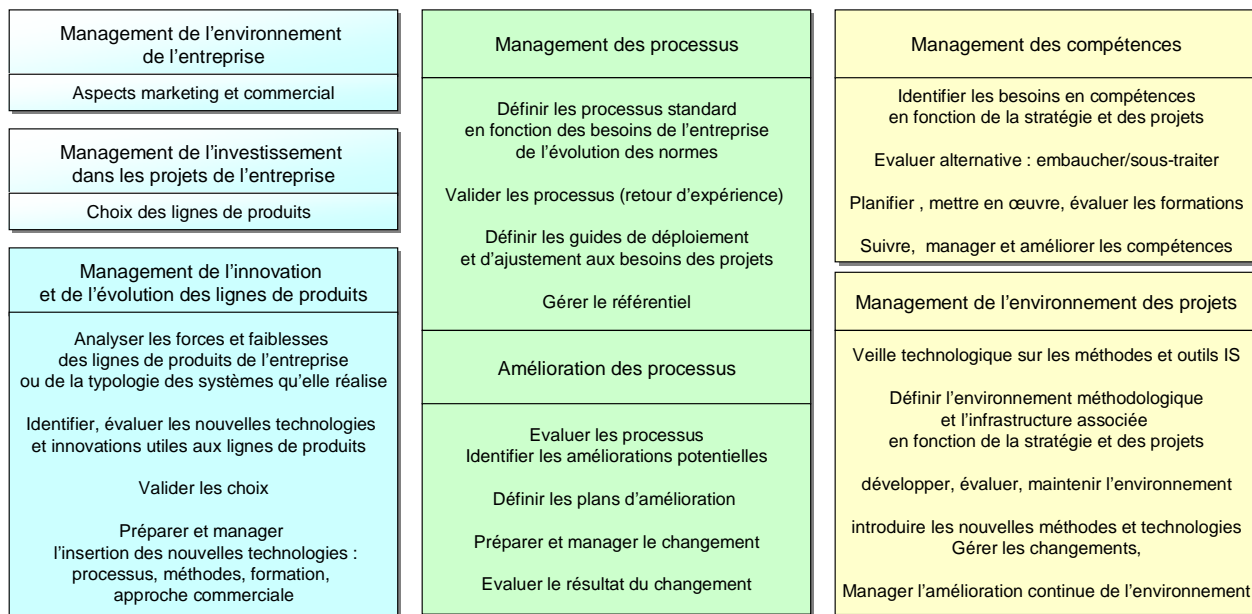 Management de l'environnement
de l'entreprise
Aspects marketing et commercial
Management de l'investissement
dans les projets de l'entreprise
Choix des lignes de produits
Management de l'innovation
et de l'évolution des lignes de produits
Analyser les forces et faiblesses
des lignes de produits de l'entreprise
ou de la typologie des systèmes qu'elle réalise
Identifier, évaluer les nouvelles technologies
et innovations utiles aux lignes de produits
Valider les choix
Préparer et manager
l'insertion des nouvelles technologies :
processus, méthodes, formation,
approche commerciale
Management des processus
Définir les processus standard
en fonction des besoins de l'entreprise
de l'évolution des normes
Valider les processus (retour d'expérience)
Définir les guides de déploiement
et d'ajustement aux besoins des projets
Gérer le référentiel
Amélioration des processus
Evaluer les processus
Identifier les améliorations potentielles
Définir les plans d'amélioration
Préparer et manager le changement
Evaluer le résultat du changement
Management des compétences
Identifier les besoins en compétences
en fonction de la stratégie et des projets
Evaluer alternative : embaucher/sous-traiter
Planifier , mettre en œuvre, évaluer les formations
Suivre, manager et améliorer les compétences
Management de l'environnement des projets
Veille technologique sur les méthodes et outils IS
Définir l'environnement méthodologique
et l'infrastructure associée
en fonction de la stratégie et des projets
développer, évaluer, maintenir l'environnement
introduire les nouvelles méthodes et technologies
Gérer les changements,
Manager l'amélioration continue de l'environnement